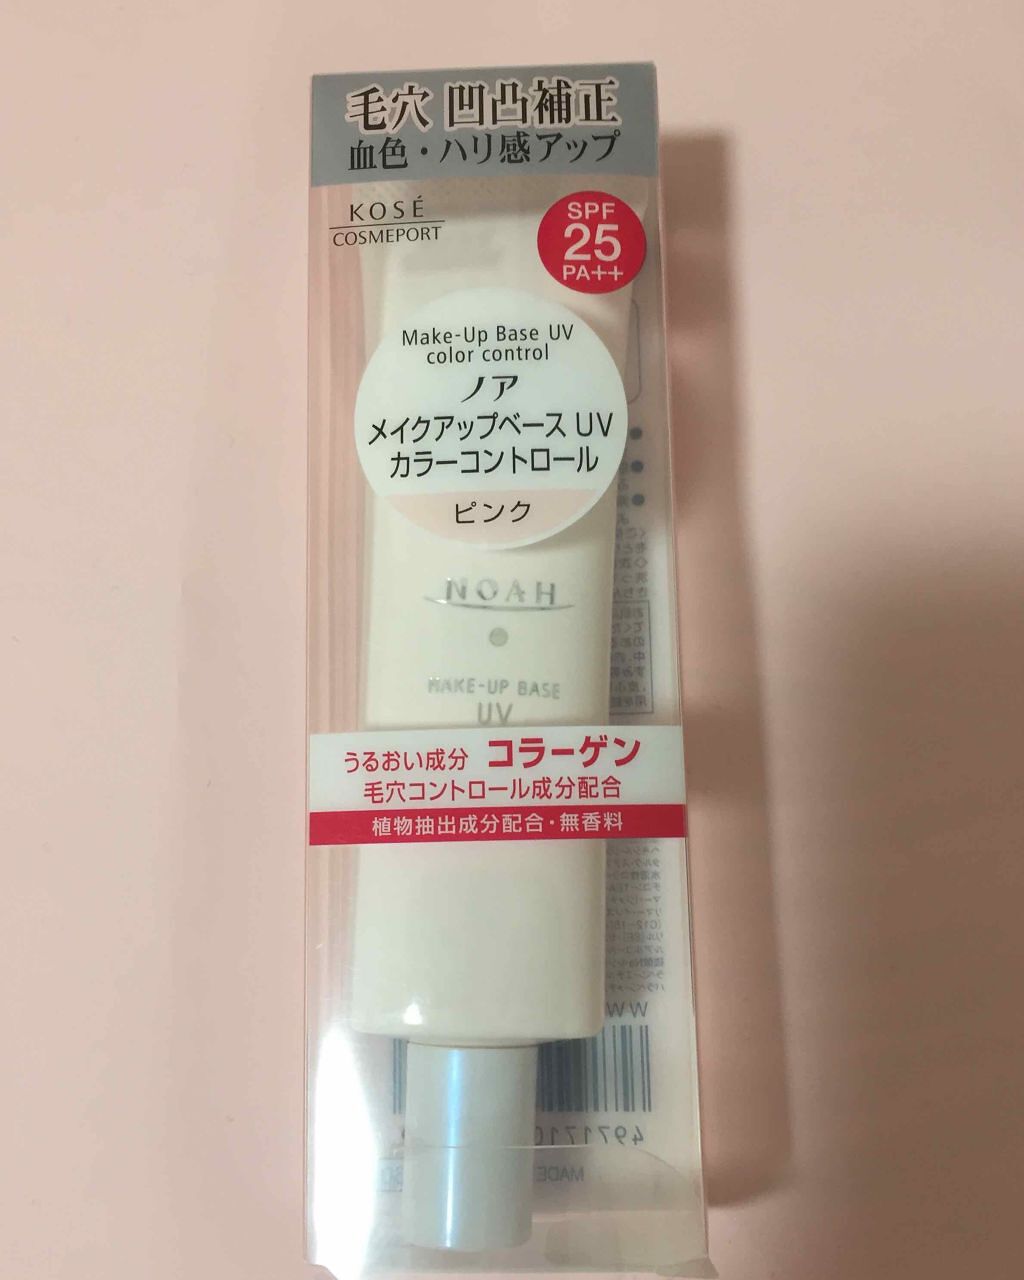 毛穴 凹凸補正
血色・ハリ感アップ
KOSÉ
COSMEPORT
SPF
25
PA++
Make-Up Base UV
color control
ノア
メイクアップベース UV
カラーコントロール
ピンク
NOAH
MAKE-UP BASE
UV
うるおい成分 コラーゲン
毛穴コントロール成分配合
植物抽出成分配合・無香料
4971710
MADE